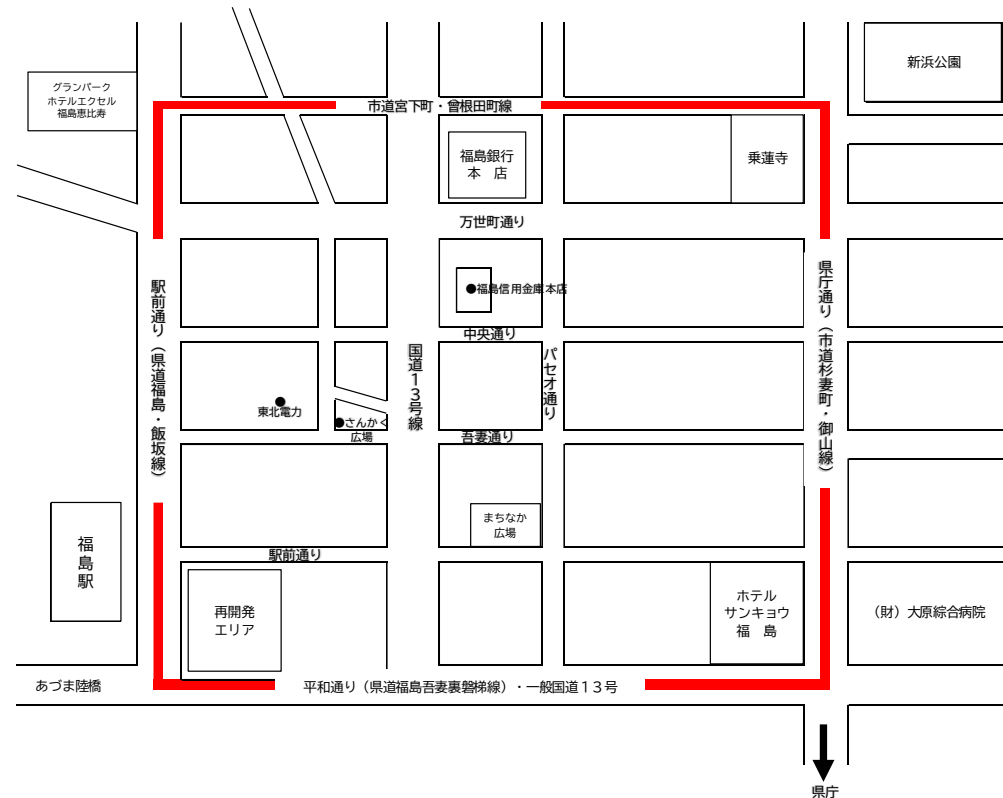 新浜公園
グランパーク
ホテルエクセル
福島恵比寿
市道宮下町・曾根田町線
福島銀行
本　店
乗蓮寺
万世町通り
県庁通り（市道杉妻町・御山線）
駅前通り（県道福島・飯坂線）
●福島信用金庫本店
中央通り
国道１３号線
パセオ通り
東北電力
●さんかく
広場
吾妻通り
まちなか
広場
福島駅
駅前通り
再開発
エリア
ホテル
サンキョウ
福　島
（財）大原綜合病院
あづま陸橋
平和通り（県道福島吾妻裏磐梯線）・一般国道１３号
県庁